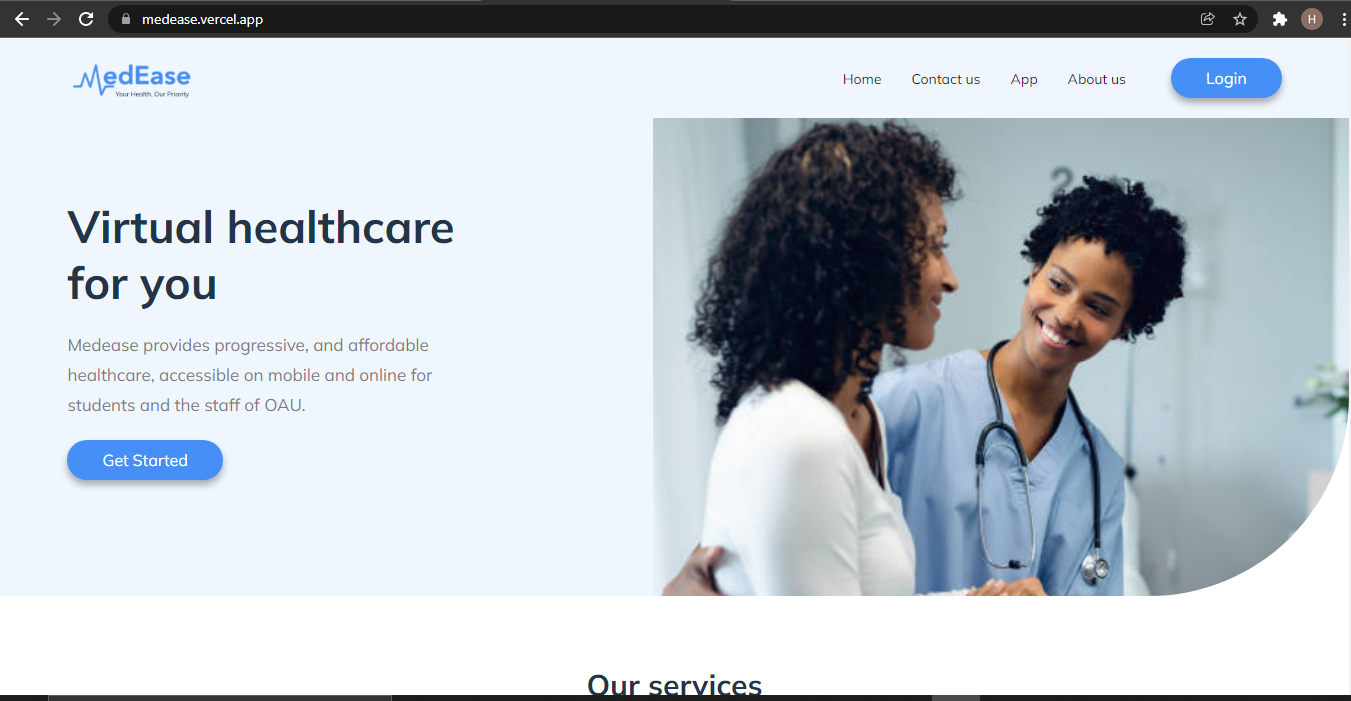 medease.vercel.app
H
MedEase
Your Health, Our Priority
Home Contact us App About us Login
Virtual healthcare
for you
Medease provides progressive, and affordable
healthcare, accessible on mobile and online for
students and the staff of OAU.
Get Started
2
Our services